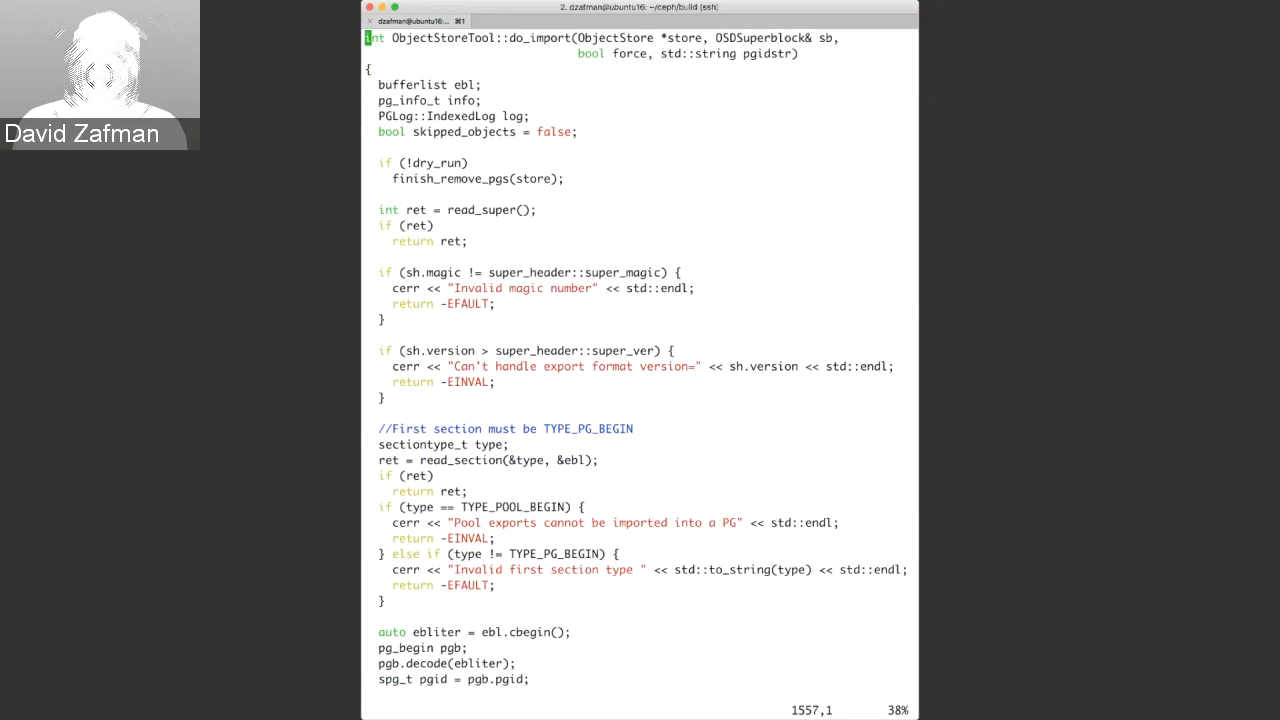 2. dzafman@ubuntu16: ~/ceph/build (ssh)
× dzafman@ubuntu16:... ⌘1
David Zafman
int ObjectStoreTool::do_import(ObjectStore *store, OSDSuperblock& sb,
                               bool force, std::string pgidstr)
{
  bufferlist ebl;
  pg_info_t info;
  PGLog::IndexedLog log;
  bool skipped_objects = false;

  if (!dry_run)
    finish_remove_pgs(store);

  int ret = read_super();
  if (ret)
    return ret;

  if (sh.magic != super_header::super_magic) {
    cerr << "Invalid magic number" << std::endl;
    return -EFAULT;
  }

  if (sh.version > super_header::super_ver) {
    cerr << "Can't handle export format version=" << sh.version << std::endl;
    return -EINVAL;
  }

  //First section must be TYPE_PG_BEGIN
  sectiontype_t type;
  ret = read_section(&type, &ebl);
  if (ret)
    return ret;
  if (type == TYPE_POOL_BEGIN) {
    cerr << "Pool exports cannot be imported into a PG" << std::endl;
    return -EINVAL;
  } else if (type != TYPE_PG_BEGIN) {
    cerr << "Invalid first section type " << std::to_string(type) << std::endl;
    return -EFAULT;
  }

  auto ebliter = ebl.cbegin();
  pg_begin pgb;
  pgb.decode(ebliter);
  spg_t pgid = pgb.pgid;
1557,1 38%